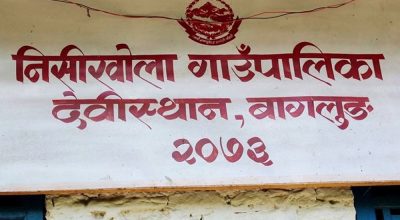 निसीखोला गाउँपालिका
देवीस्थान, बागलुङ
२०७३